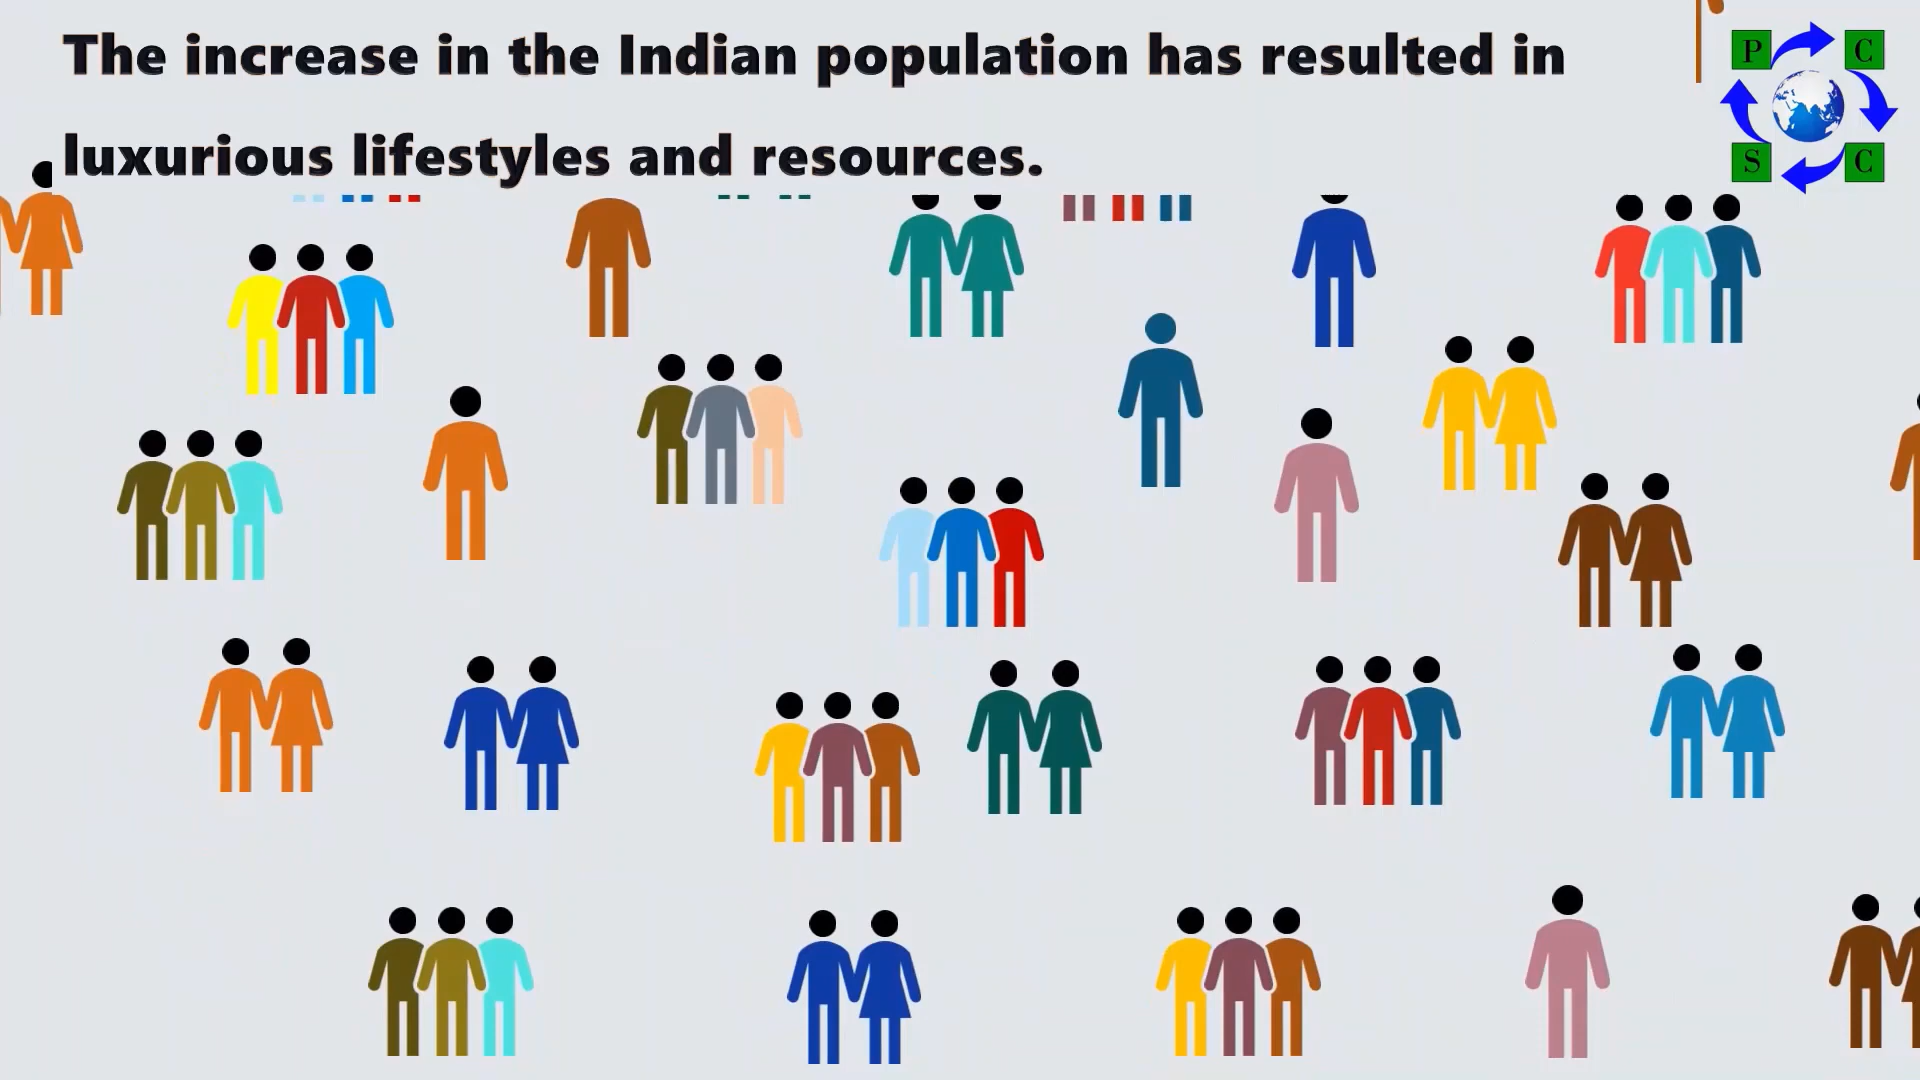 The increase in the Indian population has resulted in
luxurious lifestyles and resources.
P C
S C